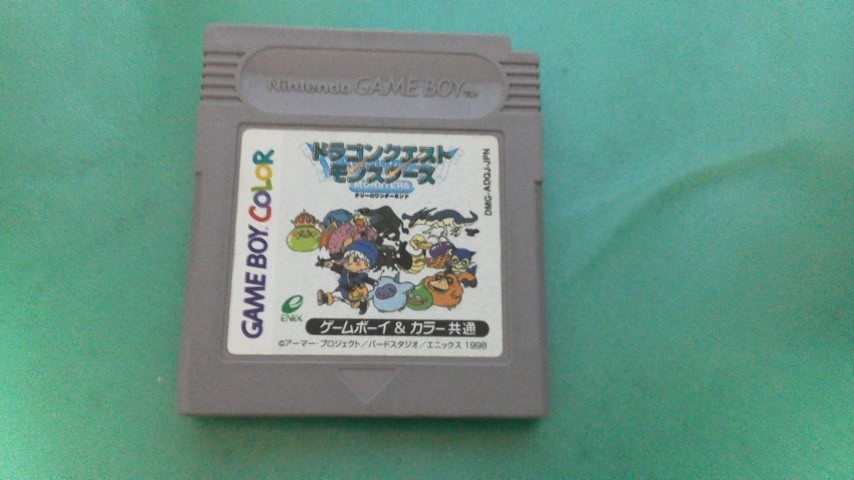 Nintendo GAME BOY TM
GAME BOY COLOR
ドラゴンクエスト
モンスターズ
MONSTERS
テリーのワンダーランド
DMG-ADQJ-JPN
ENIX
ゲームボーイ & カラー共通
©アーマー・プロジェクト/バードスタジオ/エニックス 1998